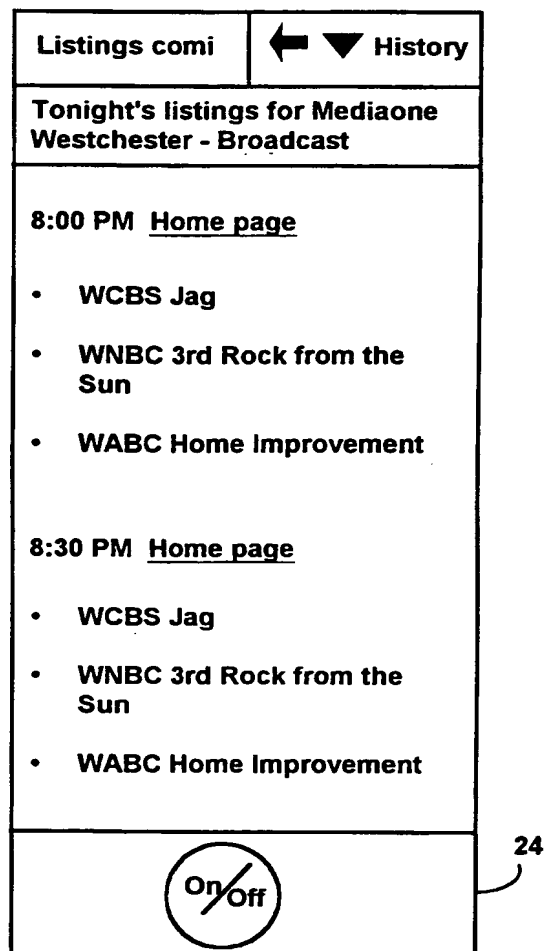 Listings comi
History
Tonight's listings for Mediaone
Westchester - Broadcast
8:00 PM Home page
• WCBS Jag
• WNBC 3rd Rock from the
Sun
• WABC Home Improvement
8:30 PM Home page
• WCBS Jag
• WNBC 3rd Rock from the
Sun
• WABC Home Improvement
24
On/Off